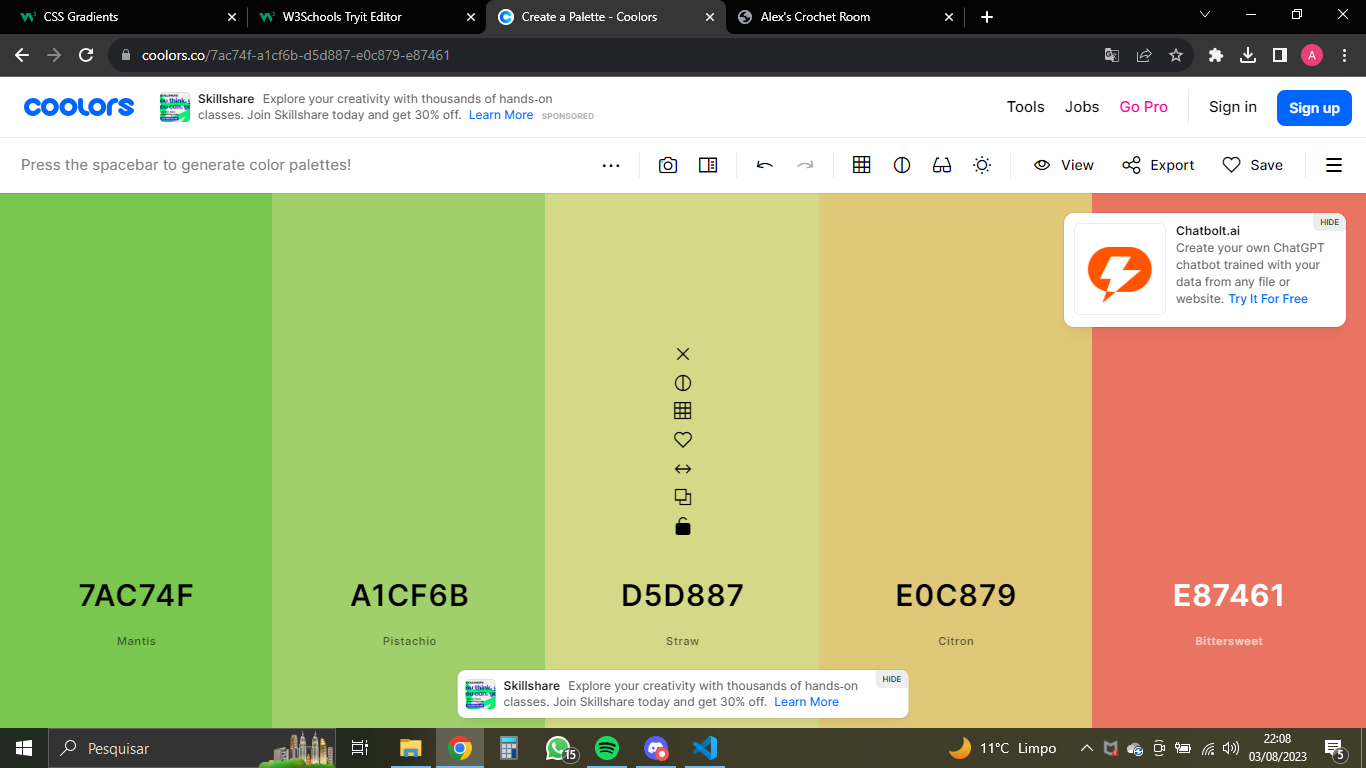 CSS Gradients
W3Schools Tryit Editor
Create a Palette - Coolors
Alex's Crochet Room
coolors.co/7ac74f-a1cf6b-d5d887-e0c879-e87461
A
coolors
Skillshare Explore your creativity with thousands of hands-on
classes. Join Skillshare today and get 30% off. Learn More SPONSORED
Tools Jobs Go Pro Sign in Sign up
Press the spacebar to generate color palettes!
View Export Save
HIDE
Chatbolt.ai
Create your own ChatGPT
chatbot trained with your
data from any file or
website. Try It For Free
7AC74F A1CF6B D5D887 E0C879 E87461
Mantis Pistachio Straw Citron Bittersweet
HIDE
Skillshare Explore your creativity with thousands of hands-on
classes. Join Skillshare today and get 30% off. Learn More
Pesquisar
15
11°C Limpo
22:08
03/08/2023
5